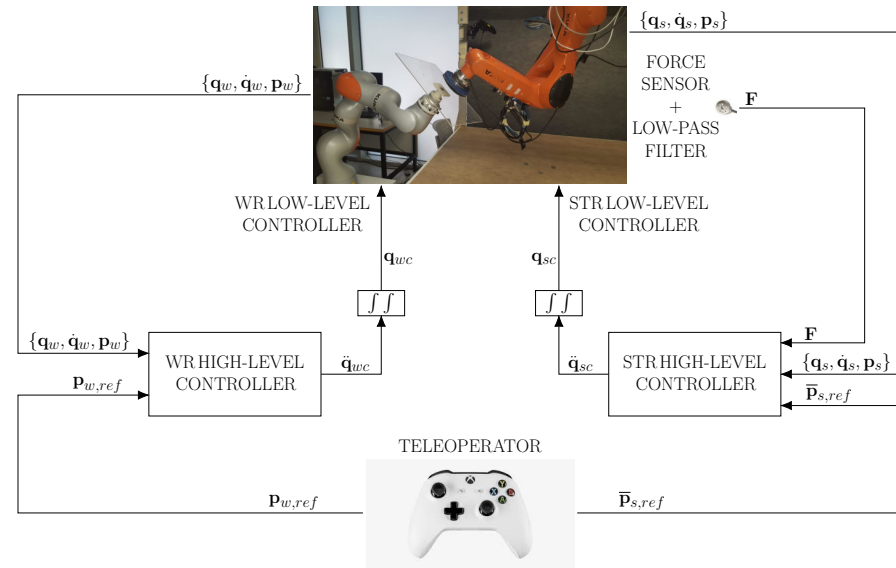 {q_s, q̇_s, p_s}
FORCE
SENSOR
+
LOW-PASS
FILTER
F
{q_w, q̇_w, p_w}
WR LOW-LEVEL
CONTROLLER
STR LOW-LEVEL
CONTROLLER
q_wc
q_sc
∫∫
∫∫
{q_w, q̇_w, p_w}
WR HIGH-LEVEL
CONTROLLER
q̈_wc
q̈_sc
STR HIGH-LEVEL
CONTROLLER
F
{q_s, q̇_s, p_s}
p_w,ref
p̅_s,ref
TELEOPERATOR
Y
X
B
A
p_w,ref
p̅_s,ref